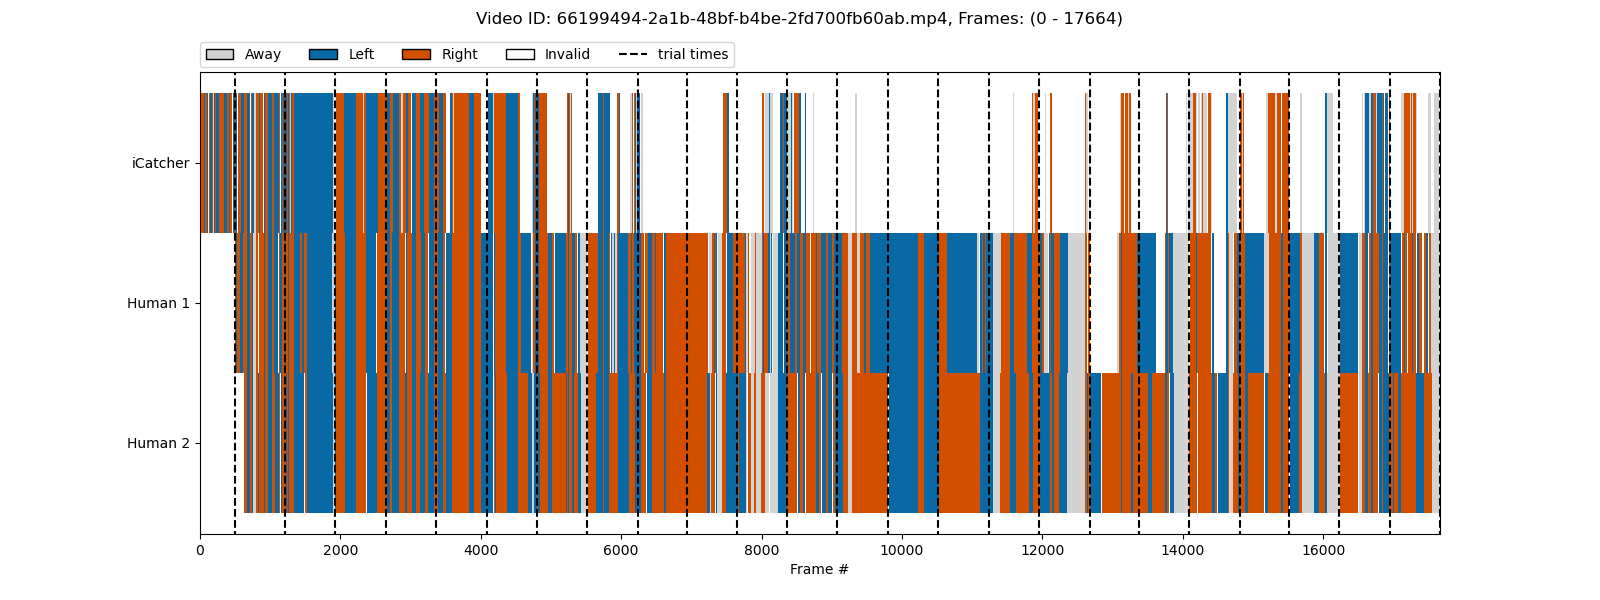 Video ID: 66199494-2a1b-48bf-b4be-2fd700fb60ab.mp4, Frames: (0 - 17664)
Away Left Right Invalid trial times
iCatcher
Human 1
Human 2
0 2000 4000 6000 8000 10000 12000 14000 16000
Frame #